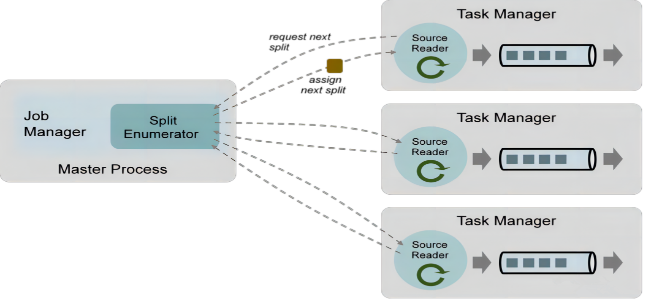 request next
split
assign
next split
Job
Manager
Split
Enumerator
Master Process
Task Manager
Source
Reader
Task Manager
Source
Reader
Task Manager
Source
Reader